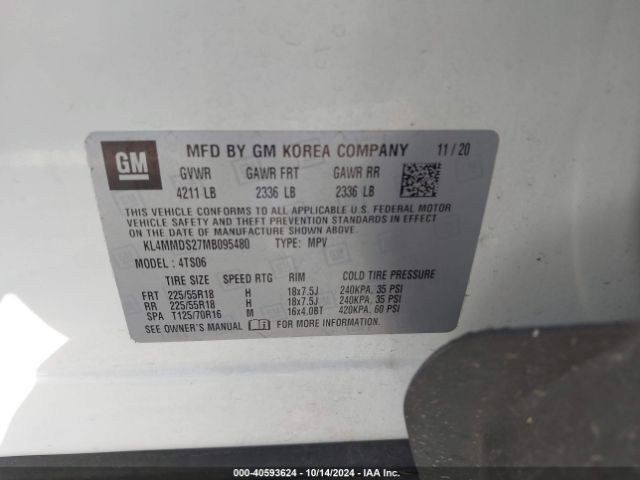 GM
MFD BY GM KOREA COMPANY 11/20
GVWR GAWR FRT GAWR RR
4211 LB 2336 LB 2336 LB
THIS VEHICLE CONFORMS TO ALL APPLICABLE U.S. FEDERAL MOTOR
VEHICLE SAFETY AND THEFT PREVENTION STANDARDS IN EFFECT ON
THE DATE OF MANUFACTURE SHOWN ABOVE.
KL4MMDS27MB095480 TYPE: MPV
MODEL: 4TS06
TIRE SIZE SPEED RTG RIM COLD TIRE PRESSURE
FRT 225/55R18 H 18x7.5J 240KPA, 35 PSI
RR 225/55R18 H 18x7.5J 240KPA, 35 PSI
SPA T125/70R16 M 16x4.0BT 420KPA, 60 PSI
SEE OWNER'S MANUAL FOR MORE INFORMATION.
000-40593624 - 10/14/2024 - IAA Inc.